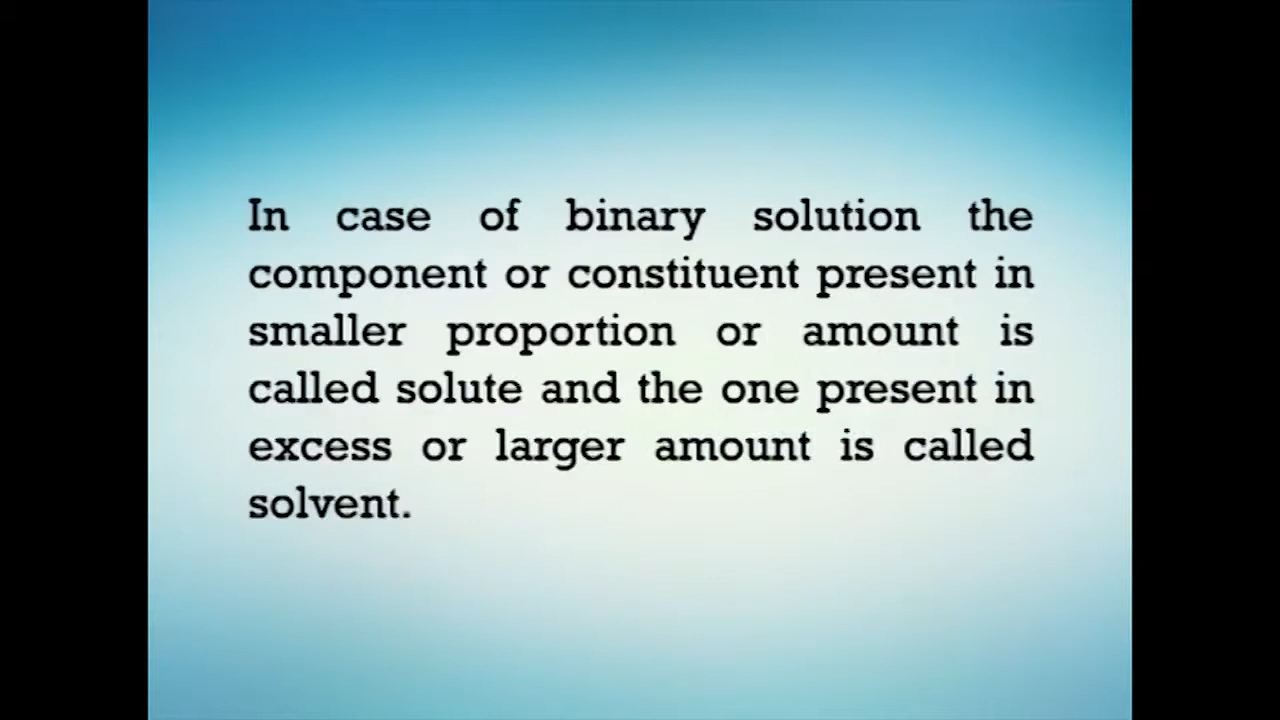 In case of binary solution the
component or constituent present in
smaller proportion or amount is
called solute and the one present in
excess or larger amount is called
solvent.